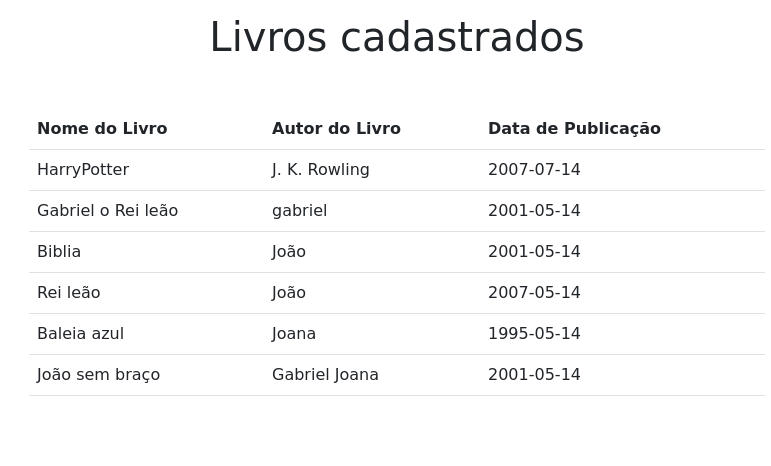 Livros cadastrados
Nome do Livro Autor do Livro Data de Publicação
HarryPotter J. K. Rowling 2007-07-14
Gabriel o Rei leão gabriel 2001-05-14
Biblia João 2001-05-14
Rei leão João 2007-05-14
Baleia azul Joana 1995-05-14
João sem braço Gabriel Joana 2001-05-14